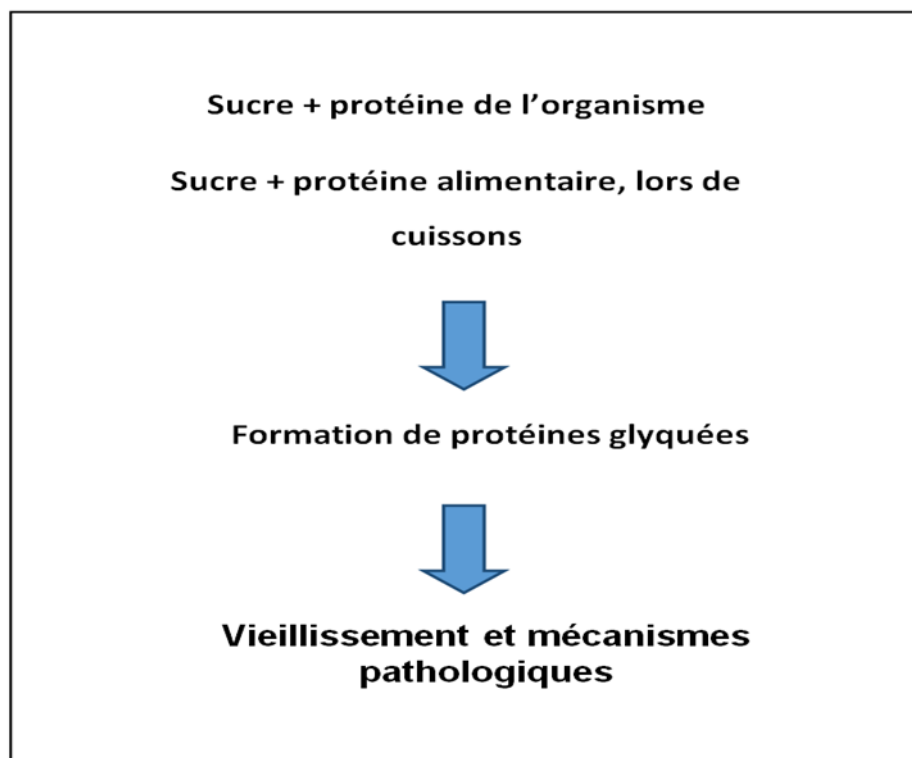 Sucre + protéine de l’organisme
Sucre + protéine alimentaire, lors de
cuissons
Formation de protéines glyquées
Vieillissement et mécanismes
pathologiques